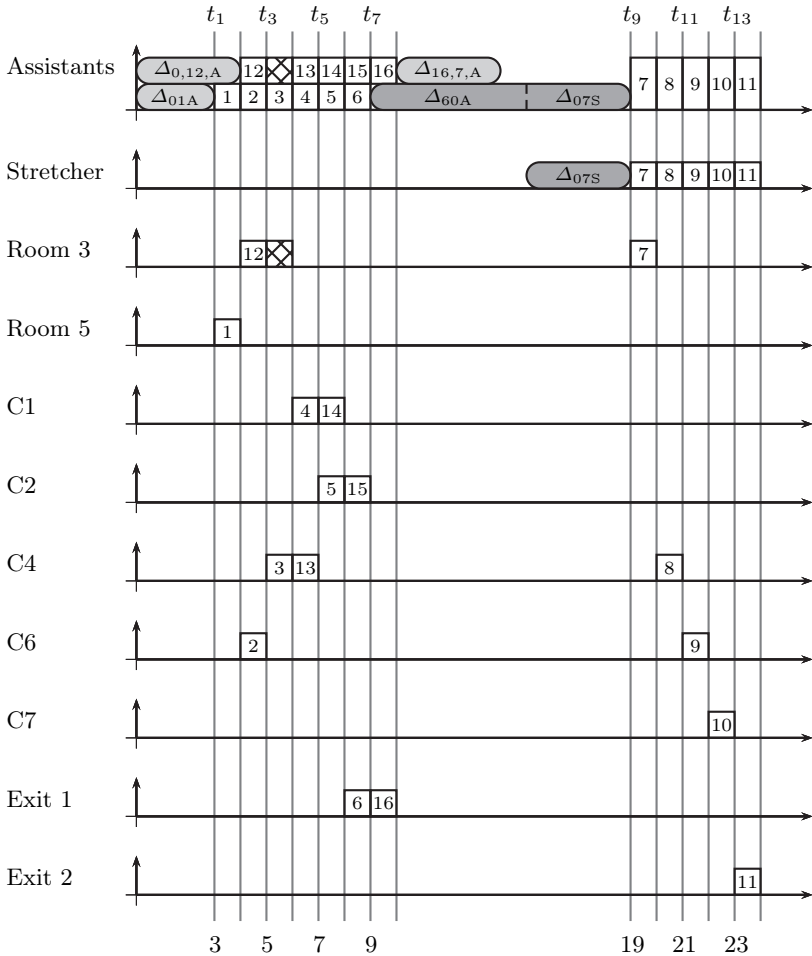 t₁ t₃ t₅ t₇ t₉ t₁₁ t₁₃
Assistants
Δ₀,₁₂,A 12 13 14 15 16 Δ₁₆,₇,A
Δ₀₁A 1 2 3 4 5 6 Δ₆₀A Δ₀₇S 7 8 9 10 11
Stretcher Δ₀₇S 7 8 9 10 11
Room 3 12 7
Room 5 1
C1 4 14
C2 5 15
C4 3 13 8
C6 2 9
C7 10
Exit 1 6 16
Exit 2 11
3 5 7 9 19 21 23